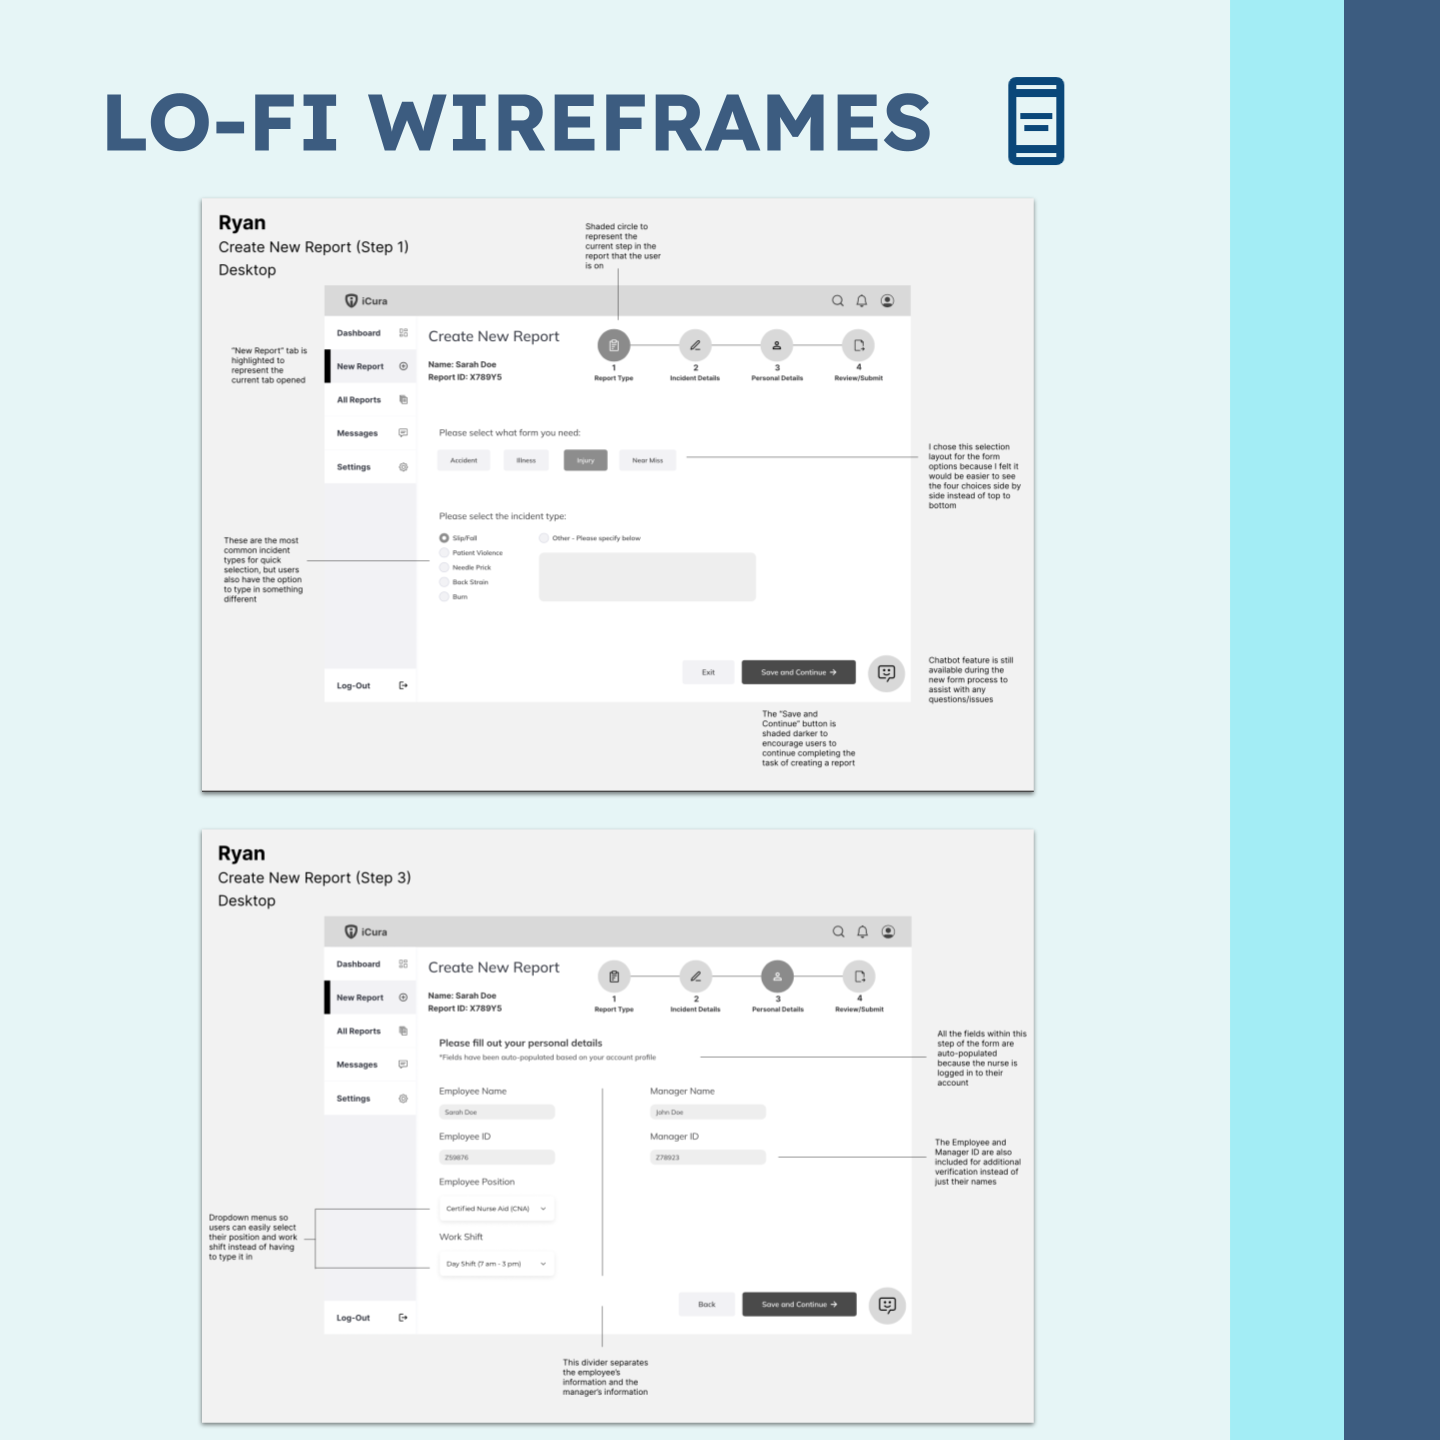 LO-FI WIREFRAMES
Ryan
Create New Report (Step 1)
Desktop
Shaded circle to
represent the
current step in the
report that the user
is on
iCura
"New Report" tab is
highlighted to
represent the
current tab opened
Dashboard
New Report
All Reports
Messages
Settings
Log-Out
Create New Report
Name: Sarah Doe
Report ID: X789Y5
1
Report Type
2
Incident Details
3
Personal Details
4
Review/Submit
Please select what form you need:
Accident
Illness
Injury
Near Miss
I chose this selection
layout for the form
options because I felt it
would be easier to see
the four choices side by
side instead of top to
bottom
Please select the incident type:
Slip/Fall
Patient Violence
Needle Prick
Back Strain
Burn
Other - Please specify below
These are the most
common incident
types for quick
selection, but users
also have the option
to type in something
different
Exit
Save and Continue →
Chatbot feature is still
available during the
new form process to
assist with any
questions/issues
The "Save and
Continue" button is
shaded darker to
encourage users to
continue completing the
task of creating a report
Ryan
Create New Report (Step 3)
Desktop
iCura
Dashboard
New Report
All Reports
Messages
Settings
Log-Out
Create New Report
Name: Sarah Doe
Report ID: X789Y5
1
Report Type
2
Incident Details
3
Personal Details
4
Review/Submit
Please fill out your personal details
*Fields have been auto-populated based on your account profile
All the fields within this
step of the form are
auto-populated
because the nurse is
logged in to their
account
Employee Name
Sarah Doe
Employee ID
Z59876
Employee Position
Certified Nurse Aid (CNA)
Work Shift
Day Shift (7 am - 3 pm)
Manager Name
John Doe
Manager ID
Z78923
The Employee and
Manager ID are also
included for additional
verification instead of
just their names
Dropdown menus so
users can easily select
their position and work
shift instead of having
to type it in
Back
Save and Continue →
This divider separates
the employee's
information and the
manager's information